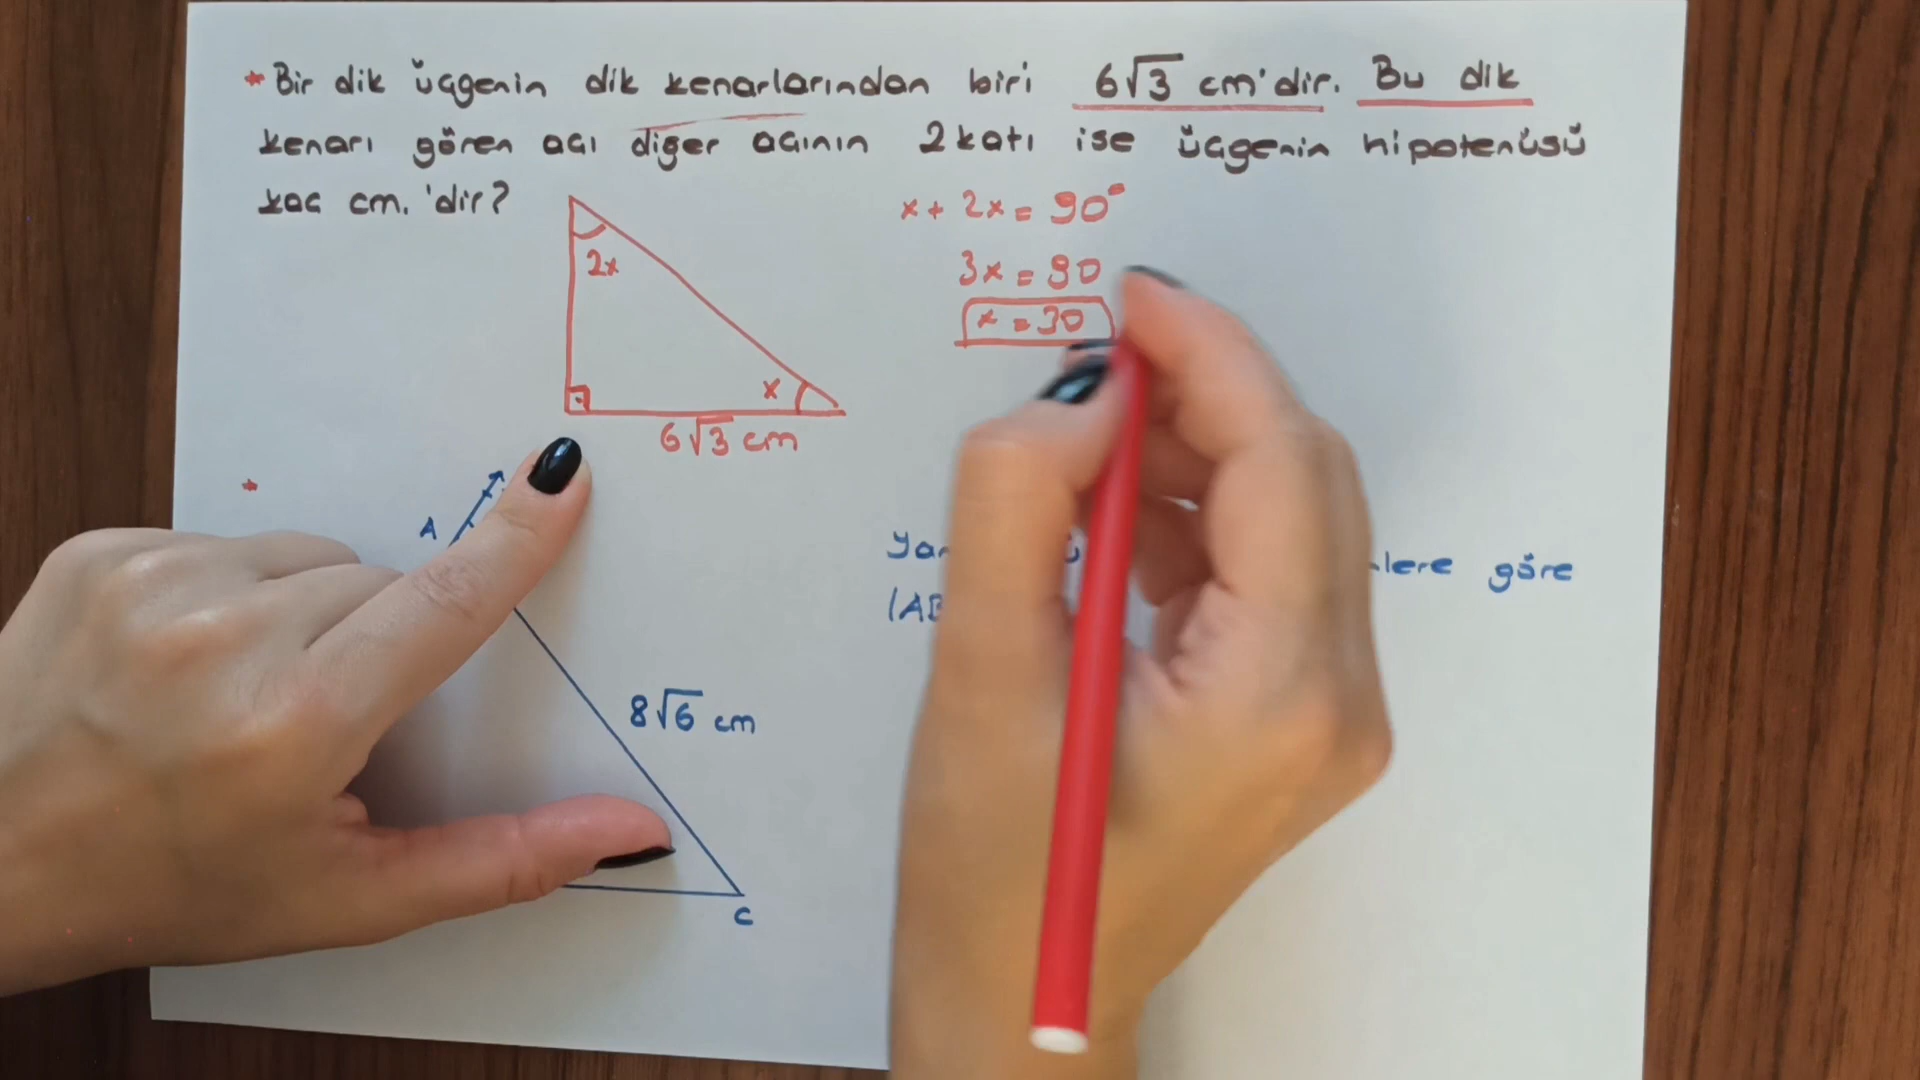 * Bir dik üçgenin dik kenarlarından biri 6√3 cm'dir. Bu dik
kenarı gören açı diğer açının 2 katı ise üçgenin hipotenüsü
kaç cm. 'dir?
x + 2x = 90°
2x
3x = 90
x = 30
x
6√3 cm
*
A
göre
8√6 cm
C